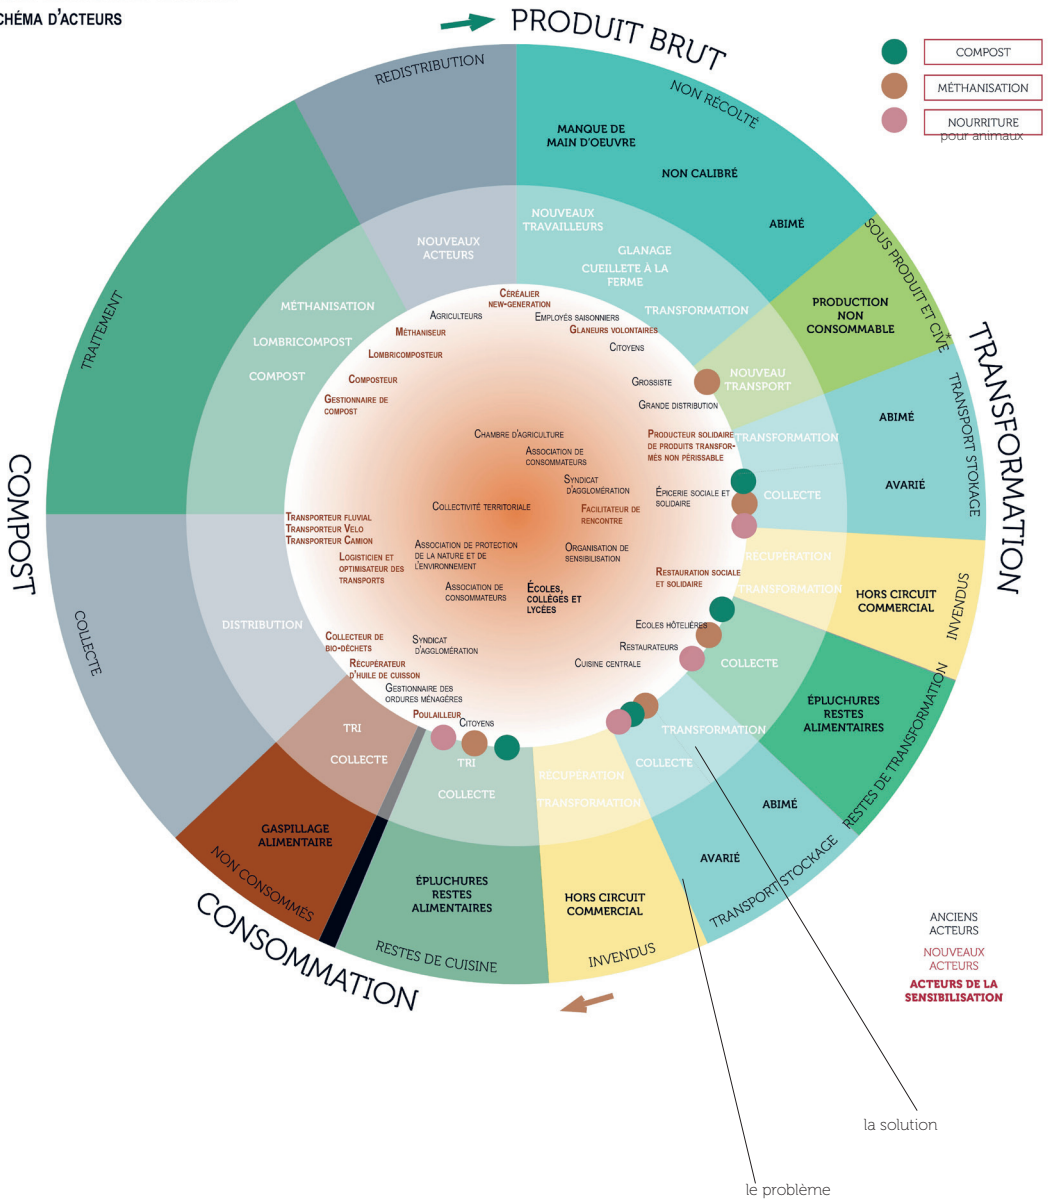 CHÉMA D'ACTEURS
PRODUIT BRUT
COMPOST
MÉTHANISATION
NOURRITURE
pour animaux
REDISTRIBUTION
NON RÉCOLTÉ
MANQUE DE
MAIN D'OEUVRE
NON CALIBRÉ
ABIMÉ
NOUVEAUX
TRAVAILLEURS
GLANAGE
CUEILLETE À LA
FERME
TRANSFORMATION
SOUS PRODUIT ET CIVE*
PRODUCTION
NON
CONSOMMABLE
NOUVEAU
TRANSPORT
TRANSFORMATION
TRANSPORT STOKAGE
ABIMÉ
AVARIÉ
TRANSFORMATION
COLLECTE
INVENDUS
HORS CIRCUIT
COMMERCIAL
RÉCUPÉRATION
TRANSFORMATION
RESTES DE TRANSFORMATION
ÉPLUCHURES
RESTES
ALIMENTAIRES
COLLECTE
TRANSPORT STOCKAGE
ABIMÉ
AVARIÉ
TRANSFORMATION
COLLECTE
INVENDUS
HORS CIRCUIT
COMMERCIAL
RÉCUPÉRATION
TRANSFORMATION
CONSOMMATION
RESTES DE CUISINE
ÉPLUCHURES
RESTES
ALIMENTAIRES
TRI
COLLECTE
NON CONSOMMÉS
GASPILLAGE
ALIMENTAIRE
TRI
COLLECTE
COMPOST
COLLECTE
DISTRIBUTION
TRAITEMENT
MÉTHANISATION
LOMBRICOMPOST
COMPOST
NOUVEAUX
ACTEURS
CÉRÉALIER
NEW-GENERATION
AGRICULTEURS
EMPLOYÉS SAISONNIERS
MÉTHANISEUR
GLANEURS VOLONTAIRES
LOMBRICOMPOSTEUR
CITOYENS
COMPOSTEUR
GROSSISTE
GESTIONNAIRE DE
COMPOST
GRANDE DISTRIBUTION
CHAMBRE D'AGRICULTURE
PRODUCTEUR SOLIDAIRE
DE PRODUITS TRANSFOR-
MÉS NON PÉRISSABLE
ASSOCIATION DE
CONSOMMATEURS
SYNDICAT
D'AGGLOMÉRATION
ÉPICERIE SOCIALE ET
SOLIDAIRE
COLLECTIVITÉ TERRITORIALE
FACILITATEUR DE
RENCONTRE
TRANSPORTEUR FLUVIAL
TRANSPORTEUR VELO
TRANSPORTEUR CAMION
ASSOCIATION DE PROTECTION
DE LA NATURE ET DE
L'ENVIRONNEMENT
ORGANISATION DE
SENSIBILISATION
LOGISTICIEN ET
OPTIMISATEUR DES
TRANSPORTS
RESTAURATION SOCIALE
ET SOLIDAIRE
ASSOCIATION DE
CONSOMMATEURS
ÉCOLES,
COLLÈGES ET
LYCÉES
ECOLES HÔTELIÈRES
COLLECTEUR DE
BIO-DÉCHETS
SYNDICAT
D'AGGLOMÉRATION
RESTAURATEURS
RÉCUPÉRATEUR
D'HUILE DE CUISSON
CUISINE CENTRALE
GESTIONNAIRE DES
ORDURES MÉNAGÈRES
POULAILLEUR
CITOYENS
ANCIENS
ACTEURS
NOUVEAUX
ACTEURS
ACTEURS DE LA
SENSIBILISATION
la solution
le problème